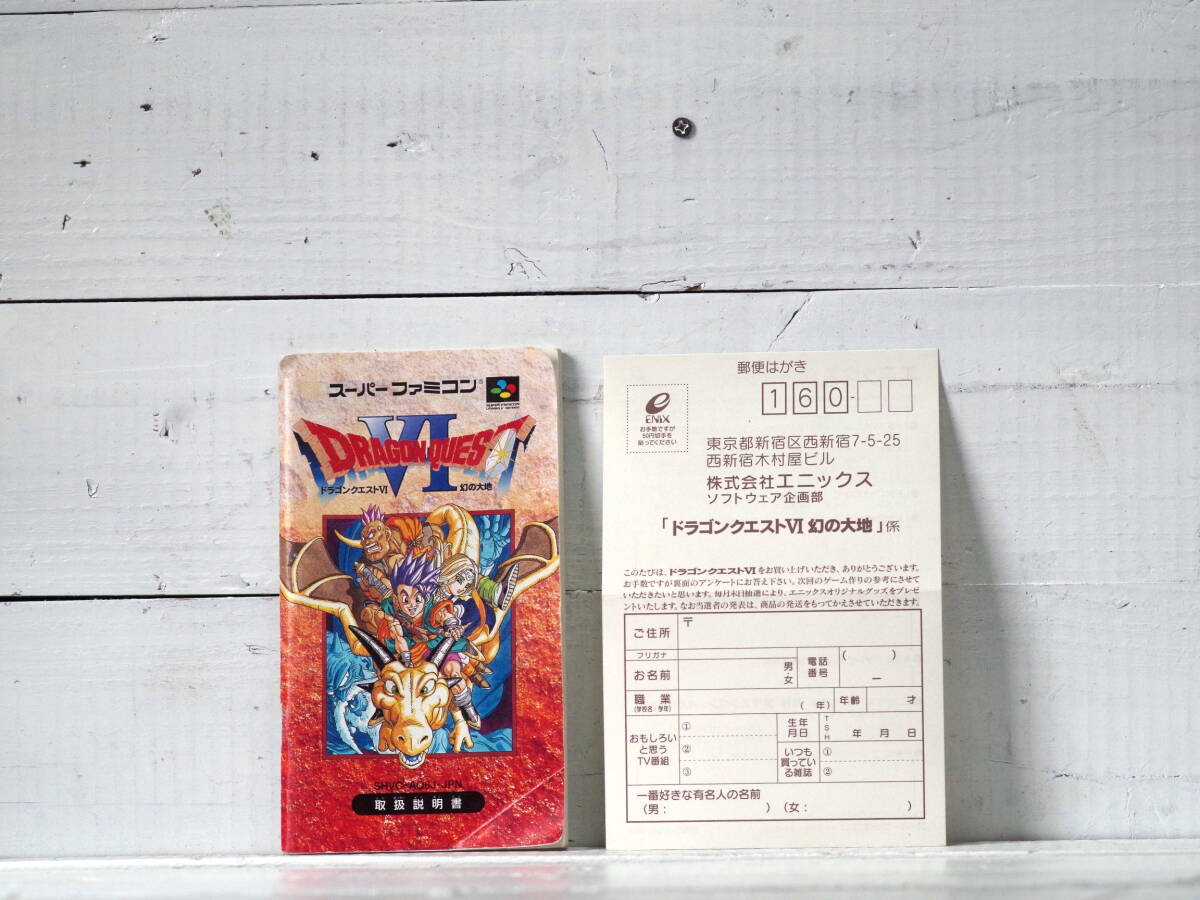 スーパーファミコン®
SUPER FAMICOM
VI
DRAGON QUEST
ドラゴンクエストVI 幻の大地
取扱説明書
郵便はがき
160-
ENIX
お手数ですが
50円切手を
貼ってください
東京都新宿区西新宿7-5-25
西新宿木村屋ビル
株式会社エニックス
ソフトウェア企画部
「ドラゴンクエストVI 幻の大地」係
このたびは、ドラゴンクエストVIをお買い上げいただき、ありがとうございます。
お手数ですが裏面のアンケートにお答え下さい。次回のゲーム作りの参考にさせて
いただきたいと思います。毎月末日抽選により、エニックスオリジナルグッズをプレゼ
ントいたします。なお当選者の発表は、商品の発送をもってかえさせていただきます。
ご住所 〒
フリガナ
お名前 男・女 電話番号 ( ) ー
職業 (学校名・学年) ( 年) 年齢 才
おもしろい
と思う
TV番組
①
②
③
生年
月日
T
S
H
年 月 日
いつも
買ってい
る雑誌
①
②
一番好きな有名人の名前
(男: ) (女: )